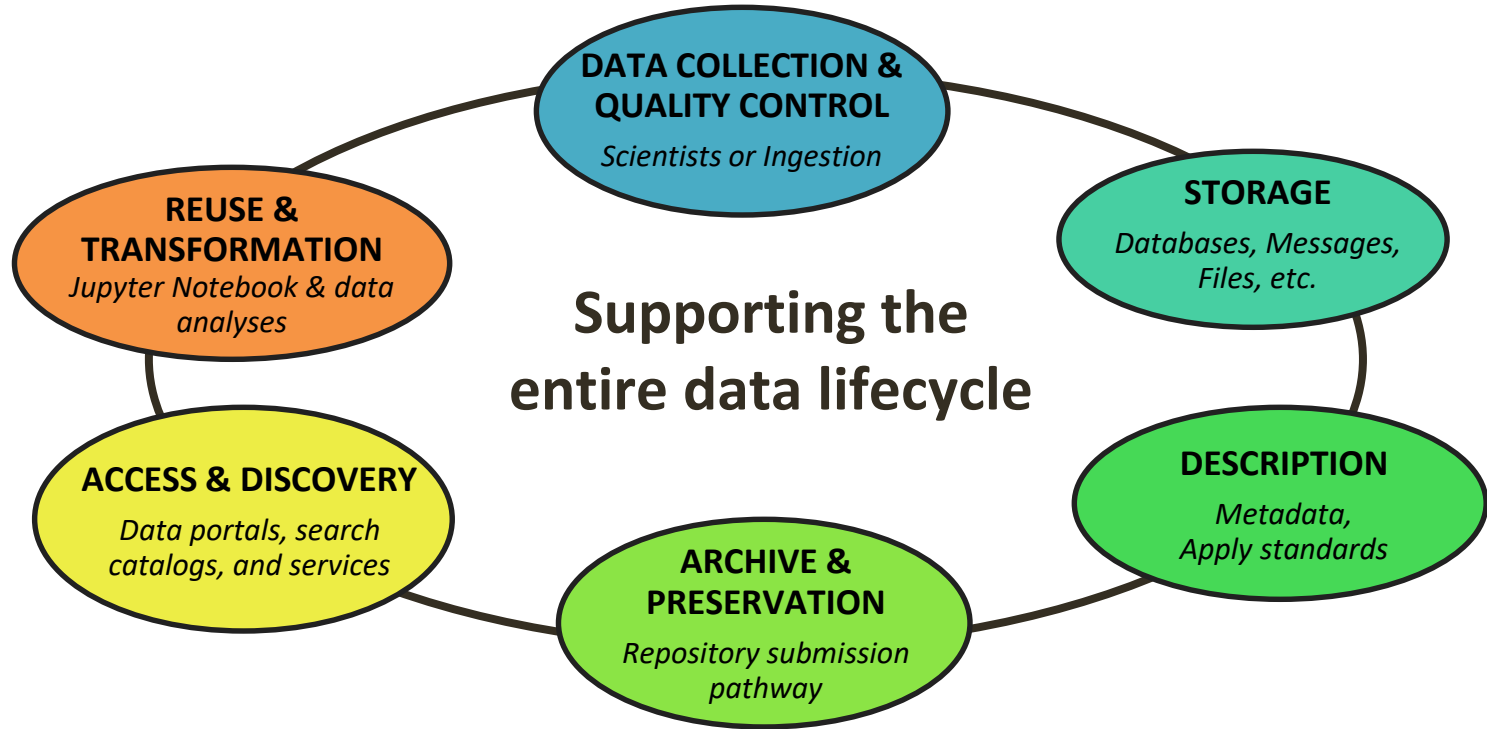 DATA COLLECTION &
QUALITY CONTROL
Scientists or Ingestion
STORAGE
Databases, Messages,
Files, etc.
DESCRIPTION
Metadata,
Apply standards
ARCHIVE &
PRESERVATION
Repository submission
pathway
ACCESS & DISCOVERY
Data portals, search
catalogs, and services
REUSE &
TRANSFORMATION
Jupyter Notebook & data
analyses
Supporting the
entire data lifecycle